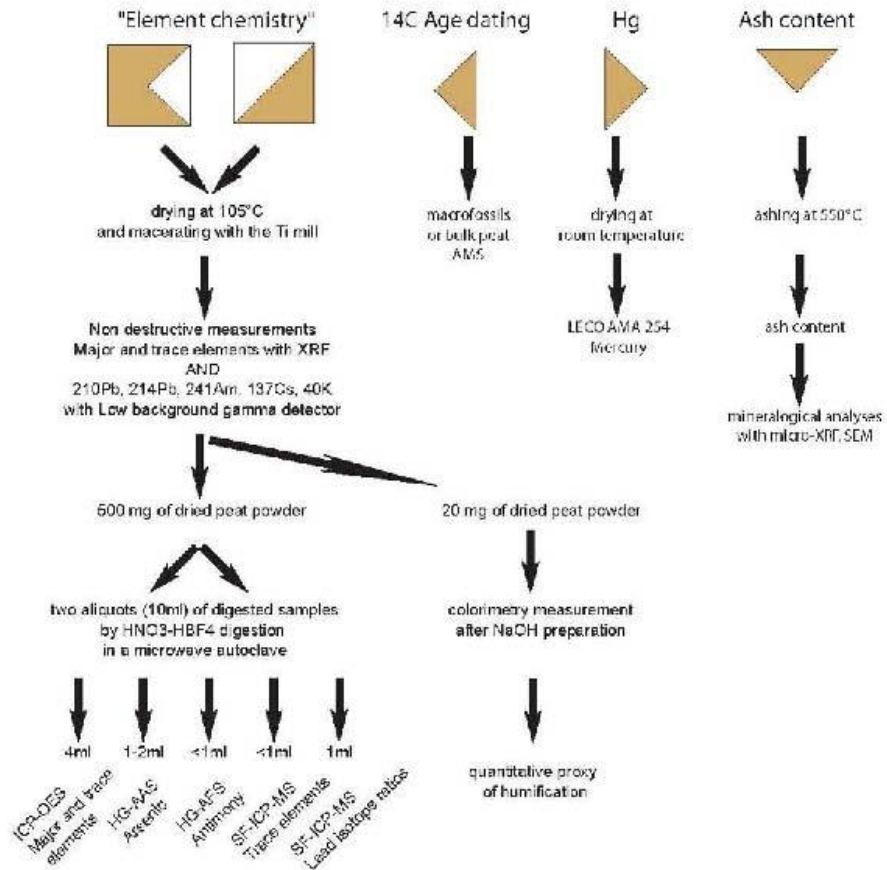 "Element chemistry"
14C Age dating
Hg
Ash content
drying at 105°C
and macerating with the Ti mill
macrofossils
or bulk peat
AMS
drying at
room temperature
ashing at 550°C
Non destructive measurements
Major and trace elements with XRF
AND
210Pb, 214Pb, 241Am, 137Cs, 40K
with Low background gamma detector
LECO AMA 254
Mercury
ash content
mineralogical analyses
with micro-XRF, SEM
500 mg of dried peat powder
20 mg of dried peat powder
two aliquots (10ml) of digested samples
by HNO3-HBF4 digestion
in a microwave autoclave
colorimetry measurement
after NaOH preparation
4ml
1-2ml
<1ml
<1ml
1ml
ICP-OES
Major and trace
elements
HG-AAS
Arsenic
HG-AFS
Antimony
SF-ICP-MS
Trace elements
SF-ICP-MS
Lead isotope ratios
quantitative proxy
of humification